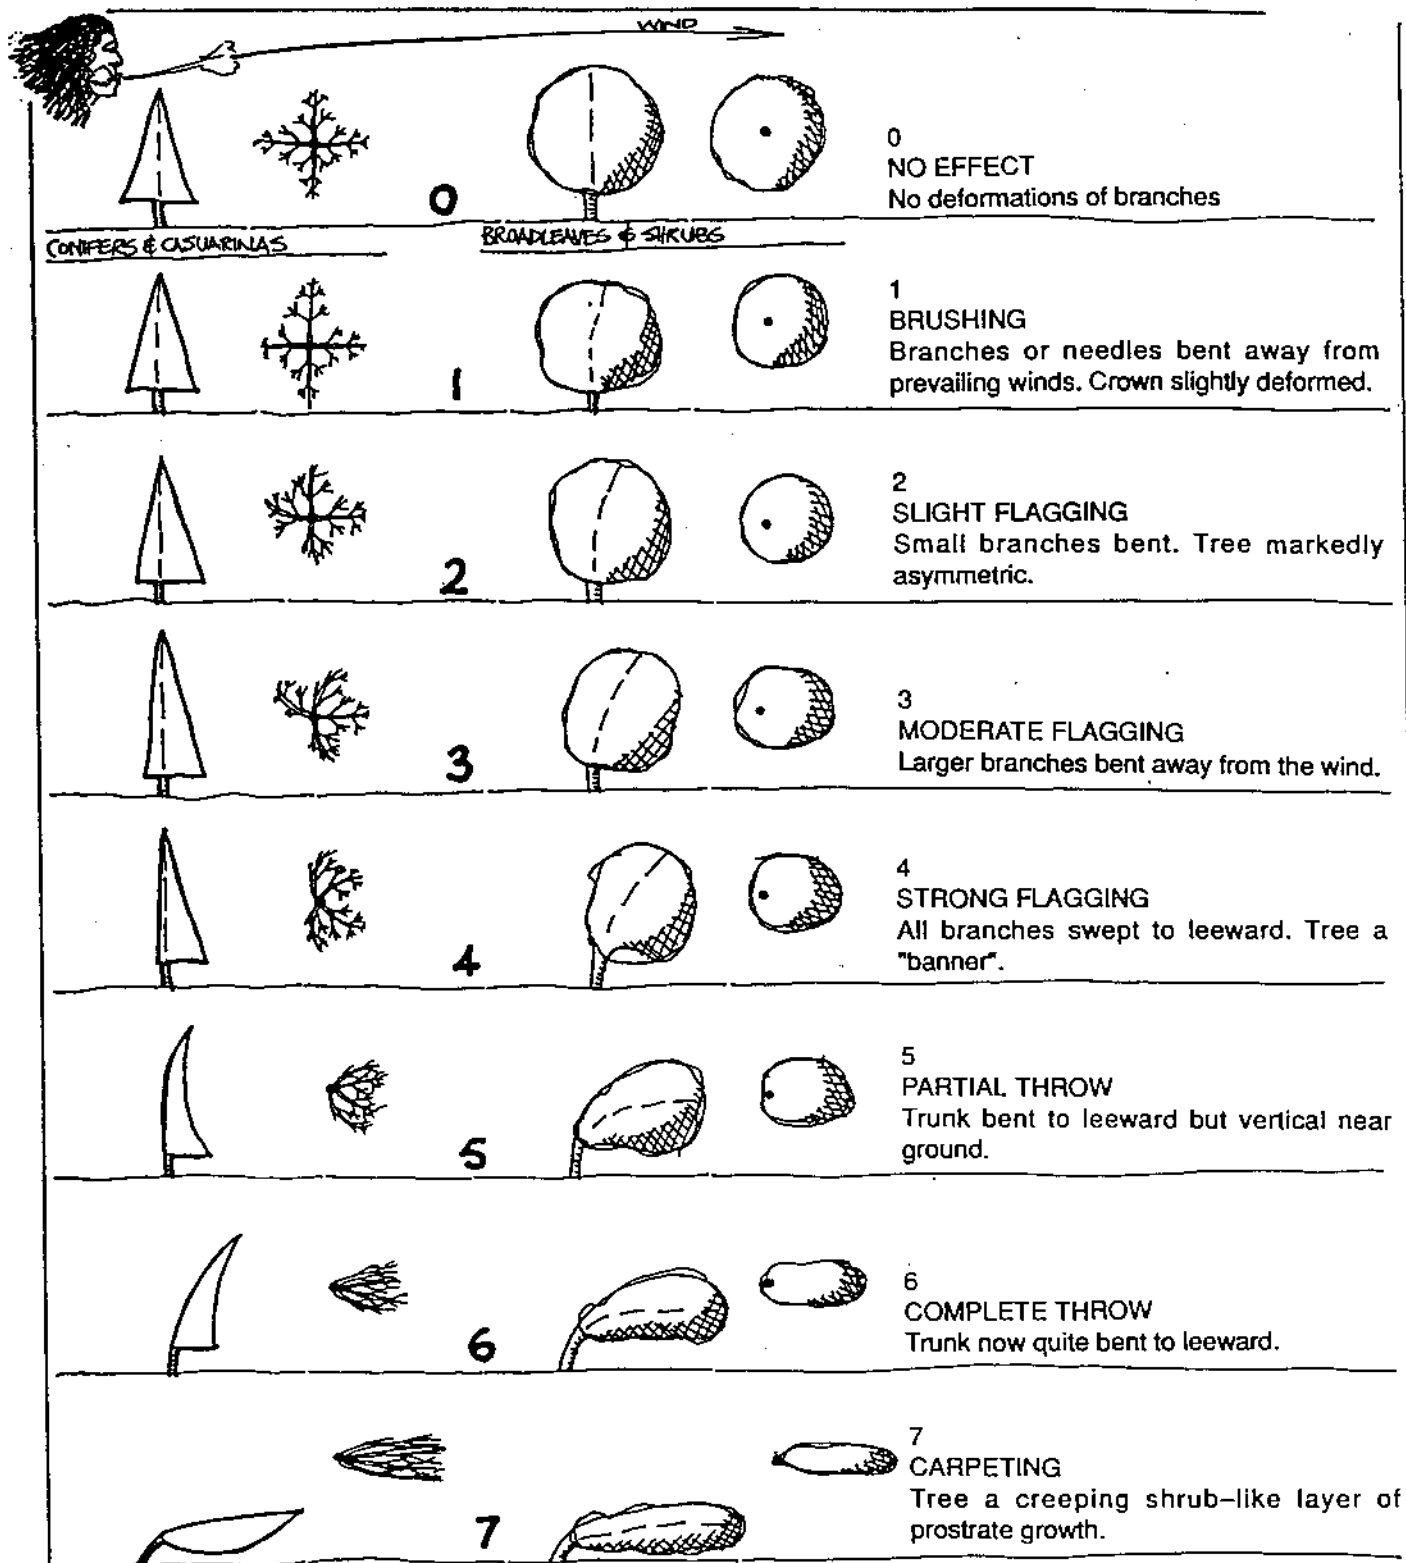 WIND
0
NO EFFECT
No deformations of branches
0
CONIFERS & CASUARINAS
BROADLEAVES & SHRUBS
1
BRUSHING
Branches or needles bent away from
prevailing winds. Crown slightly deformed.
1
2
SLIGHT FLAGGING
Small branches bent. Tree markedly
asymmetric.
2
3
MODERATE FLAGGING
Larger branches bent away from the wind.
3
4
STRONG FLAGGING
All branches swept to leeward. Tree a
"banner".
4
5
PARTIAL THROW
Trunk bent to leeward but vertical near
ground.
5
6
COMPLETE THROW
Trunk now quite bent to leeward.
6
7
CARPETING
Tree a creeping shrub-like layer of
prostrate growth.
7